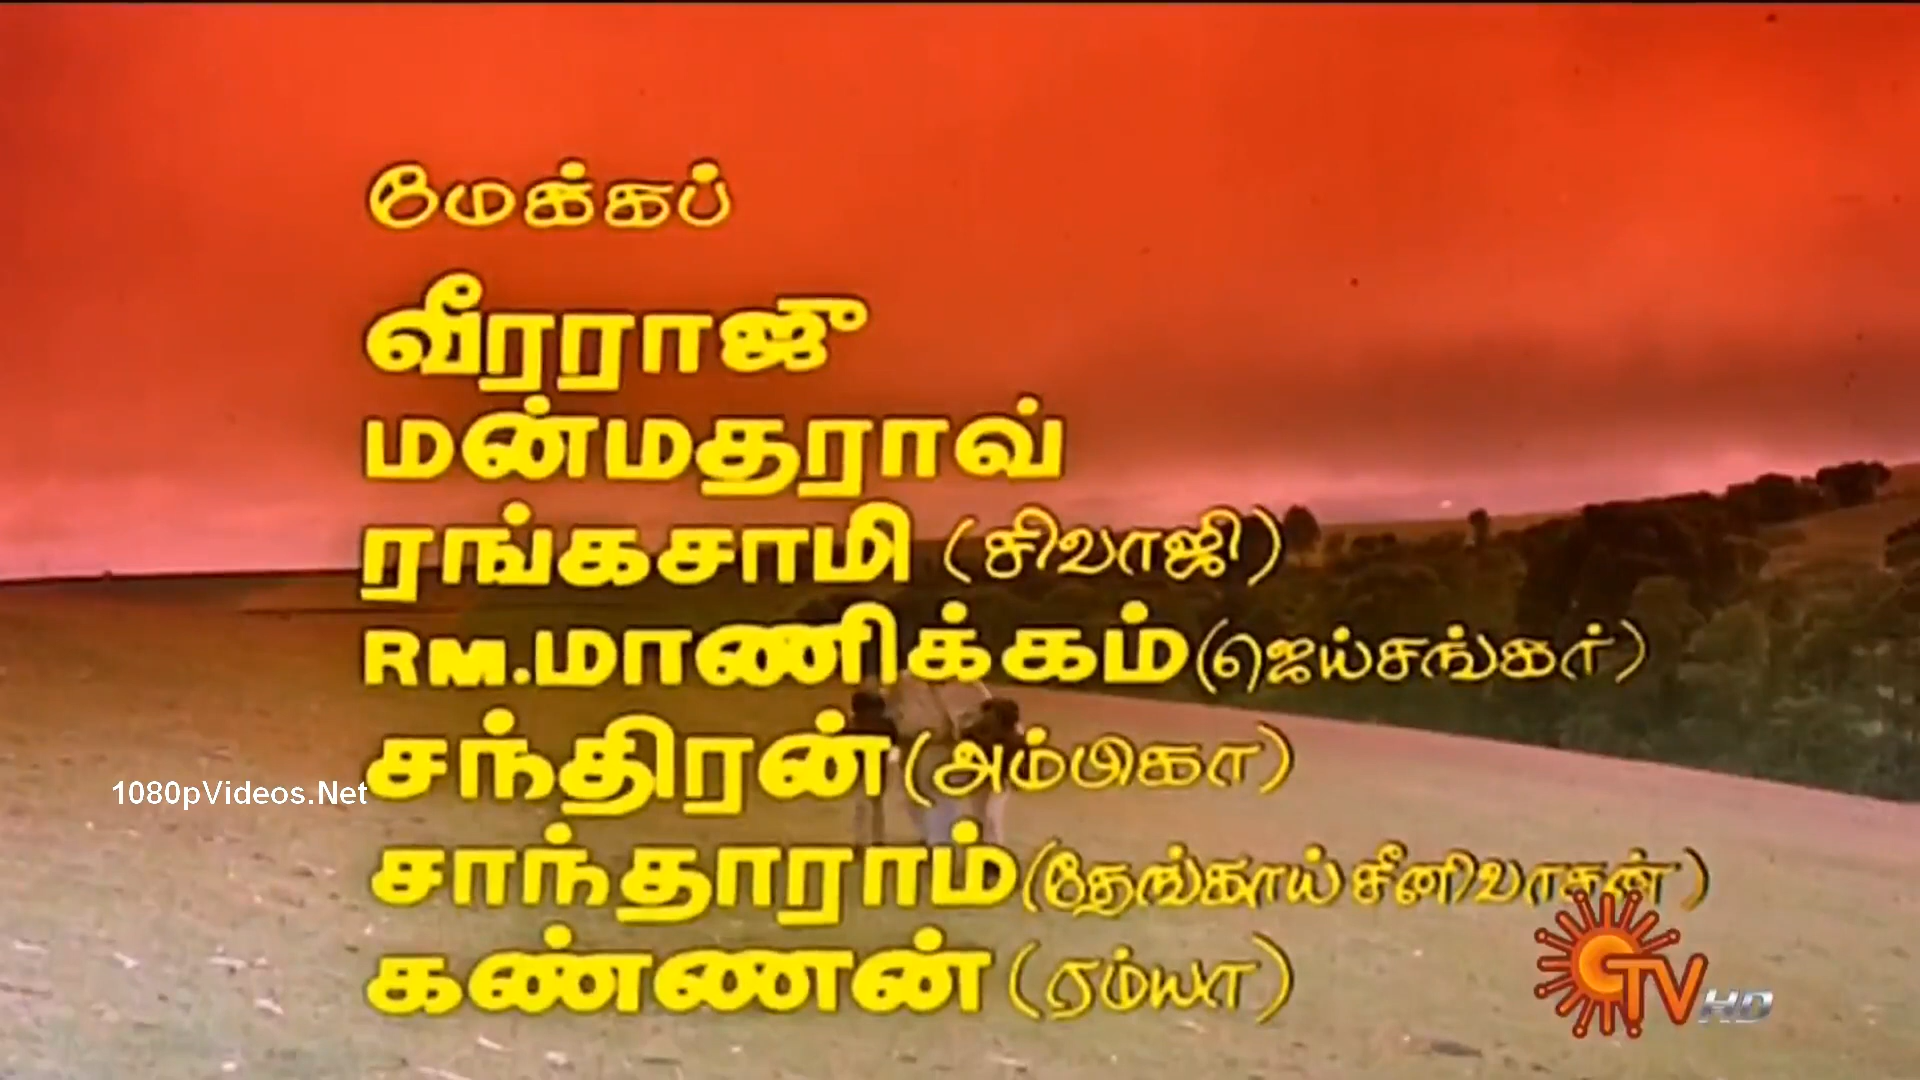 மேக்கப்
வீரராஜு
மன்மதராவ்
ரங்கசாமி (சிவாஜி)
RM.மாணிக்கம் (ஜெய்சங்கர்)
சந்திரன் (அம்பிகா)
1080pVideos.Net
சாந்தாராம் (தேங்காய் சீனிவாசன்)
கண்ணன் (ரம்யா)
TV HD